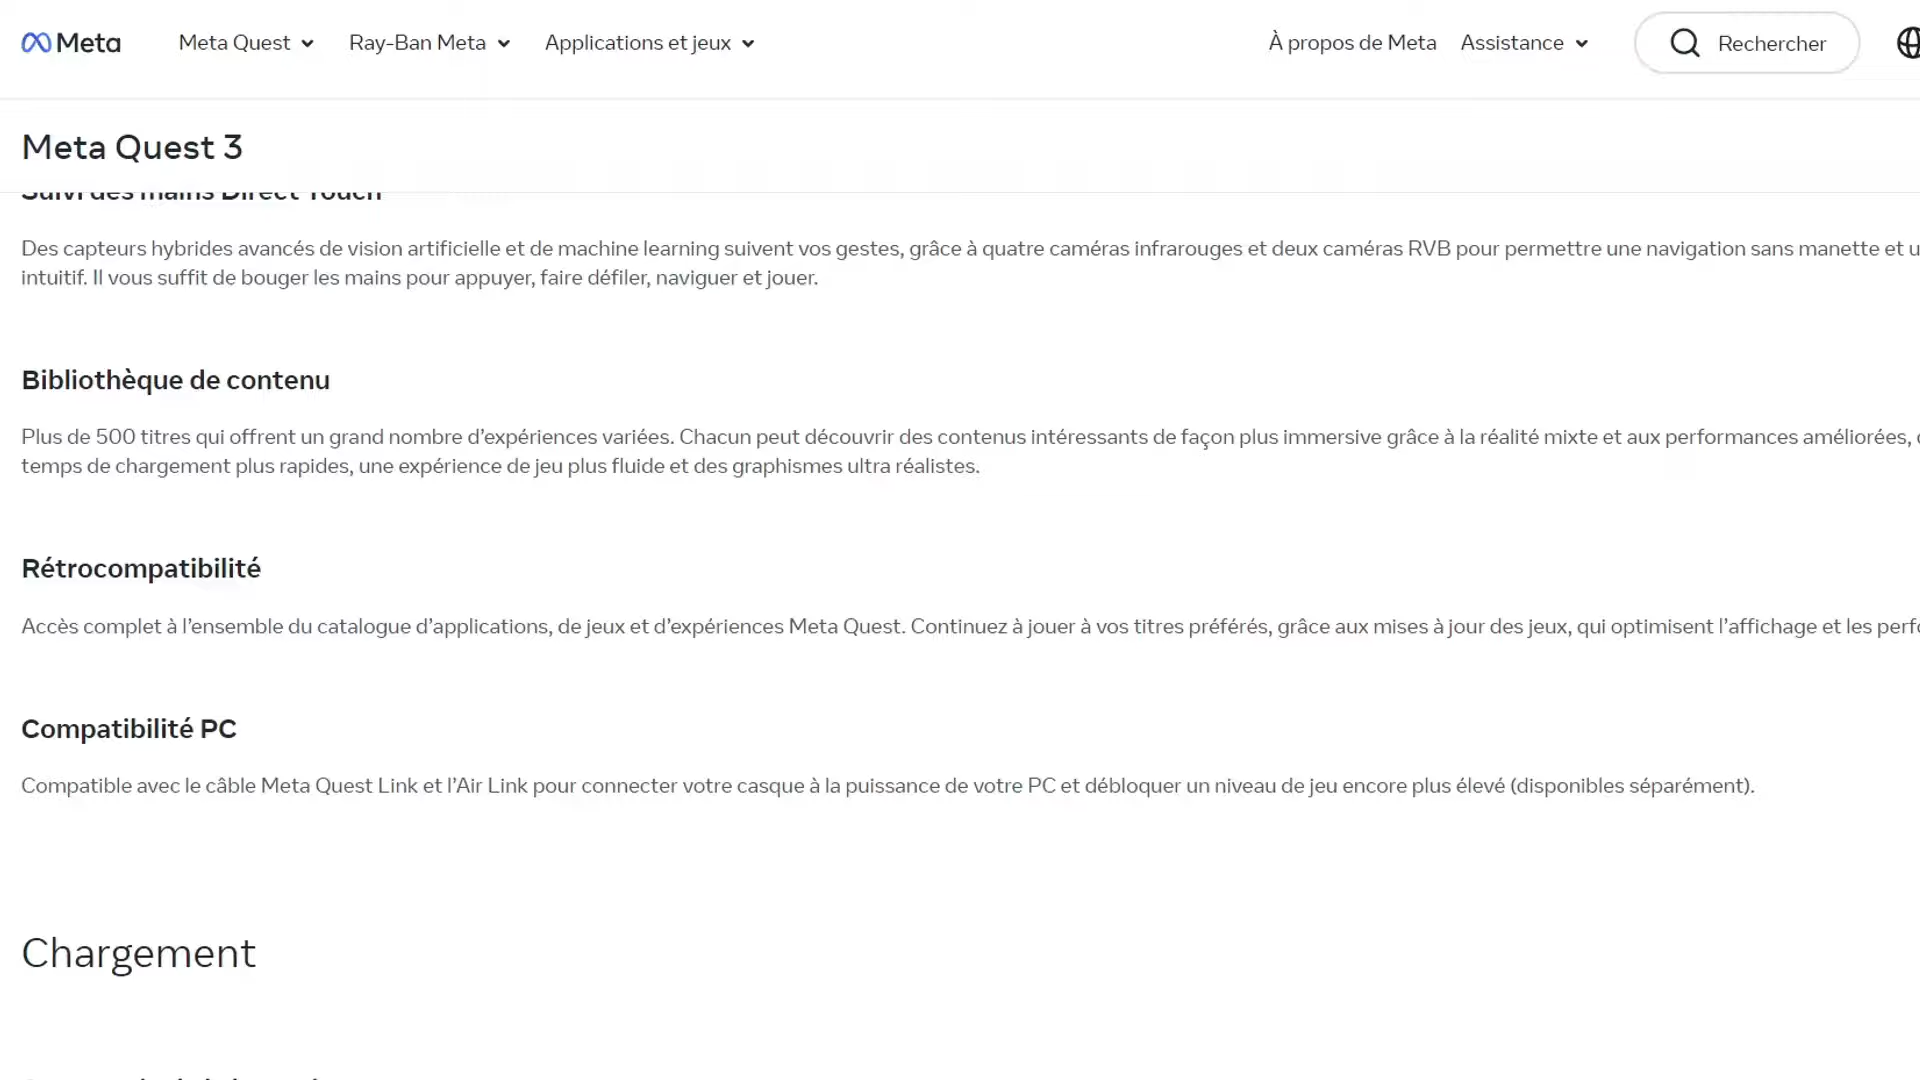 Meta
Meta Quest
Ray-Ban Meta
Applications et jeux
À propos de Meta
Assistance
Rechercher
Meta Quest 3
Suivi des mains Direct Touch
Des capteurs hybrides avancés de vision artificielle et de machine learning suivent vos gestes, grâce à quatre caméras infrarouges et deux caméras RVB pour permettre une navigation sans manette et
intuitif. Il vous suffit de bouger les mains pour appuyer, faire défiler, naviguer et jouer.
Bibliothèque de contenu
Plus de 500 titres qui offrent un grand nombre d’expériences variées. Chacun peut découvrir des contenus intéressants de façon plus immersive grâce à la réalité mixte et aux performances améliorées,
temps de chargement plus rapides, une expérience de jeu plus fluide et des graphismes ultra réalistes.
Rétrocompatibilité
Accès complet à l’ensemble du catalogue d’applications, de jeux et d’expériences Meta Quest. Continuez à jouer à vos titres préférés, grâce aux mises à jour des jeux, qui optimisent l’affichage et les
Compatibilité PC
Compatible avec le câble Meta Quest Link et l’Air Link pour connecter votre casque à la puissance de votre PC et débloquer un niveau de jeu encore plus élevé (disponibles séparément).
Chargement